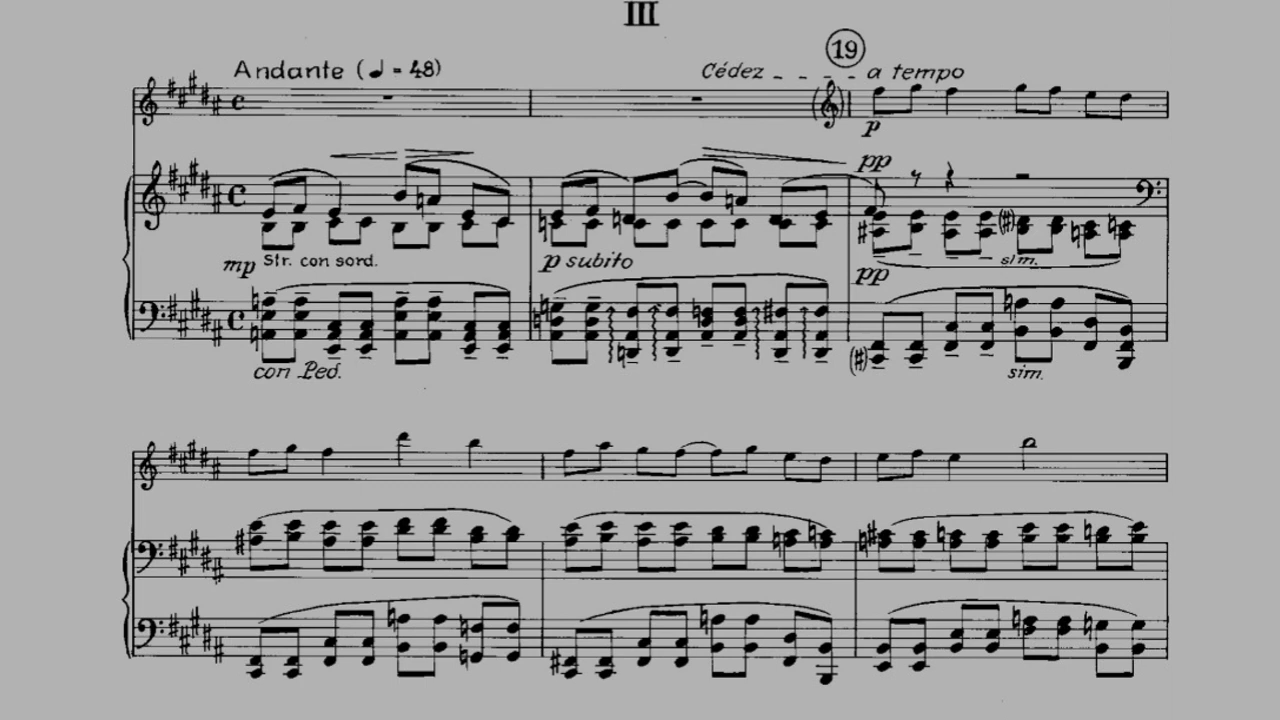 III
19
Andante (♩ = 48)
Cédez - - - - - a tempo
p
pp
mp Str. con sord.
p subito
sim.
pp
con Ped.
sim.